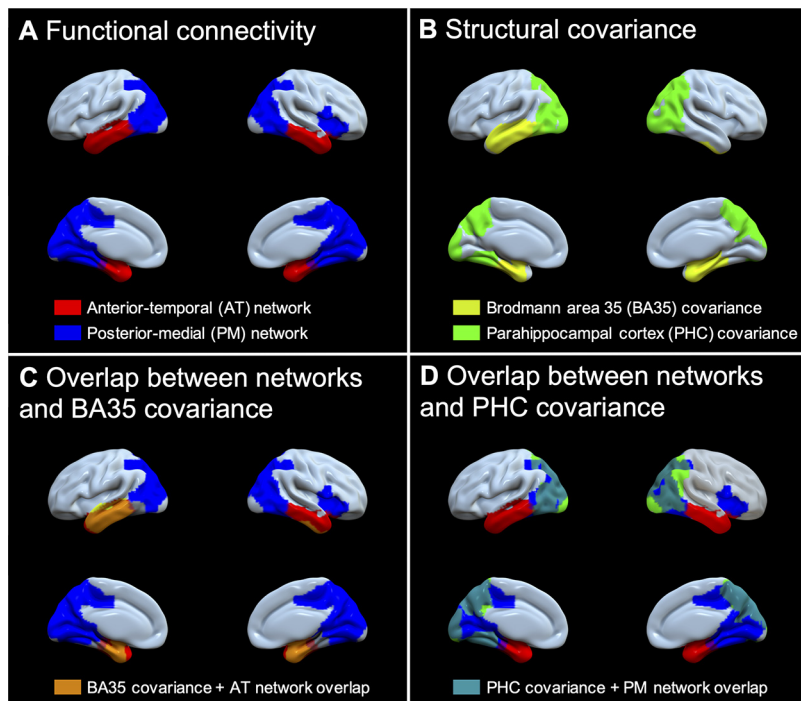 A Functional connectivity
Anterior-temporal (AT) network
Posterior-medial (PM) network
B Structural covariance
Brodmann area 35 (BA35) covariance
Parahippocampal cortex (PHC) covariance
C Overlap between networks
and BA35 covariance
BA35 covariance + AT network overlap
D Overlap between networks
and PHC covariance
PHC covariance + PM network overlap